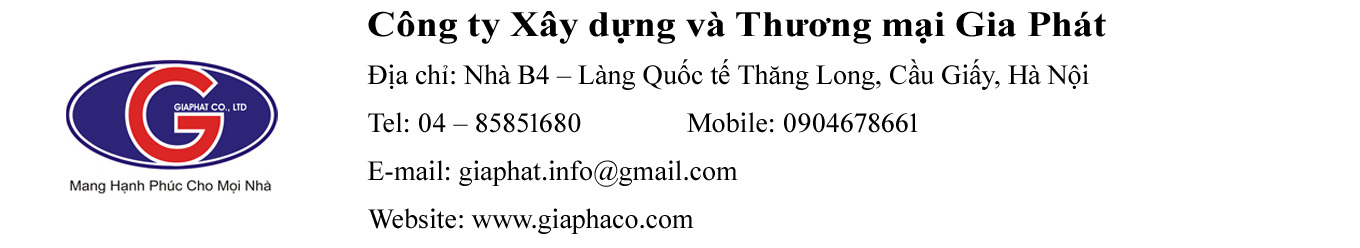 Công ty Xây dựng và Thương mại Gia Phát
Địa chỉ: Nhà B4 – Làng Quốc tế Thăng Long, Cầu Giấy, Hà Nội
Tel: 04 – 85851680 Mobile: 0904678661
E-mail: giaphat.info@gmail.com
Website: www.giaphaco.com
G
GIAPHAT CO., LTD
Mang Hạnh Phúc Cho Mọi Nhà